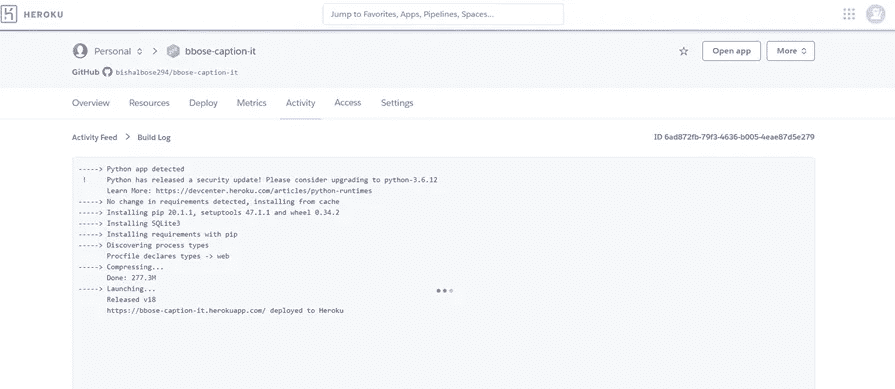 HEROKU
Jump to Favorites, Apps, Pipelines, Spaces...
Personal > bbose-caption-it
Open app
More
GitHub bishalbose294/bbose-caption-it
Overview Resources Deploy Metrics Activity Access Settings
Activity Feed > Build Log
ID 6ad872fb-79f3-4636-b005-4eae87d5e279
-----> Python app detected
! Python has released a security update! Please consider upgrading to python-3.6.12
Learn More: https://devcenter.heroku.com/articles/python-runtimes
-----> No change in requirements detected, installing from cache
-----> Installing pip 20.1.1, setuptools 47.1.1 and wheel 0.34.2
-----> Installing SQLite3
-----> Installing requirements with pip
-----> Discovering process types
Procfile declares types -> web
-----> Compressing...
Done: 277.3M
-----> Launching...
Released v18
https://bbose-caption-it.herokuapp.com/ deployed to Heroku